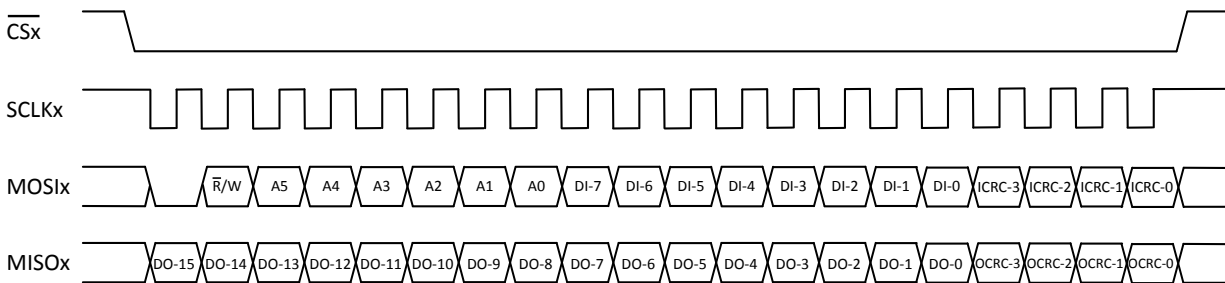 C̅S̅x̅
SCLKx
MOSIx R̅/W A5 A4 A3 A2 A1 A0 DI-7 DI-6 DI-5 DI-4 DI-3 DI-2 DI-1 DI-0 ICRC-3 ICRC-2 ICRC-1 ICRC-0
MISOx DO-15 DO-14 DO-13 DO-12 DO-11 DO-10 DO-9 DO-8 DO-7 DO-6 DO-5 DO-4 DO-3 DO-2 DO-1 DO-0 OCRC-3 OCRC-2 OCRC-1 OCRC-0